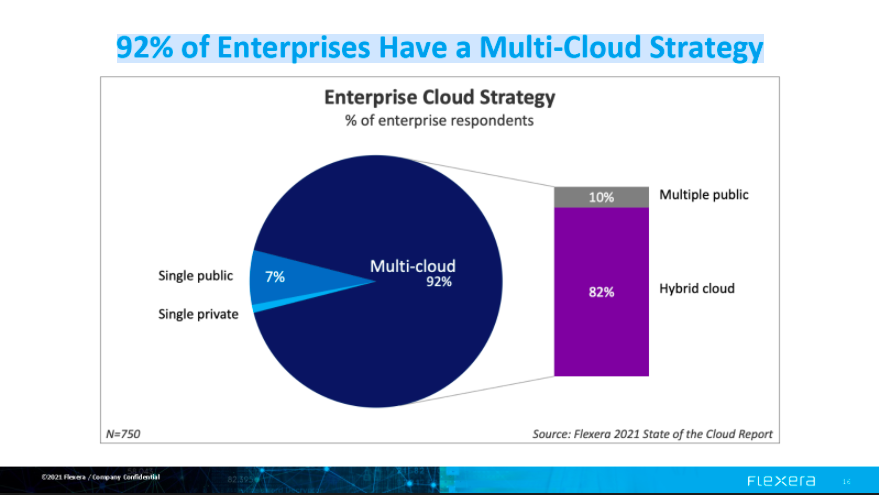 92% of Enterprises Have a Multi-Cloud Strategy
Enterprise Cloud Strategy
% of enterprise respondents
10%
Multiple public
Multi-cloud
92%
Single public
7%
82%
Hybrid cloud
Single private
N=750
Source: Flexera 2021 State of the Cloud Report
©2021 Flexera / Company Confidential
FLEXERA
16